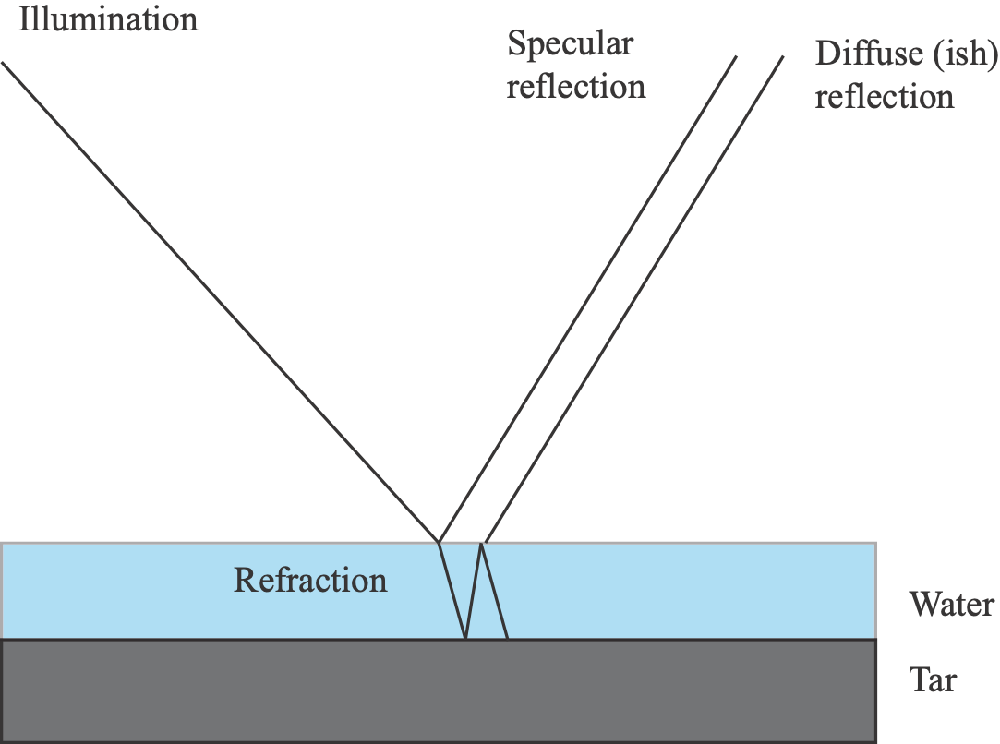 Illumination
Specular
reflection
Diffuse (ish)
reflection
Refraction
Water
Tar